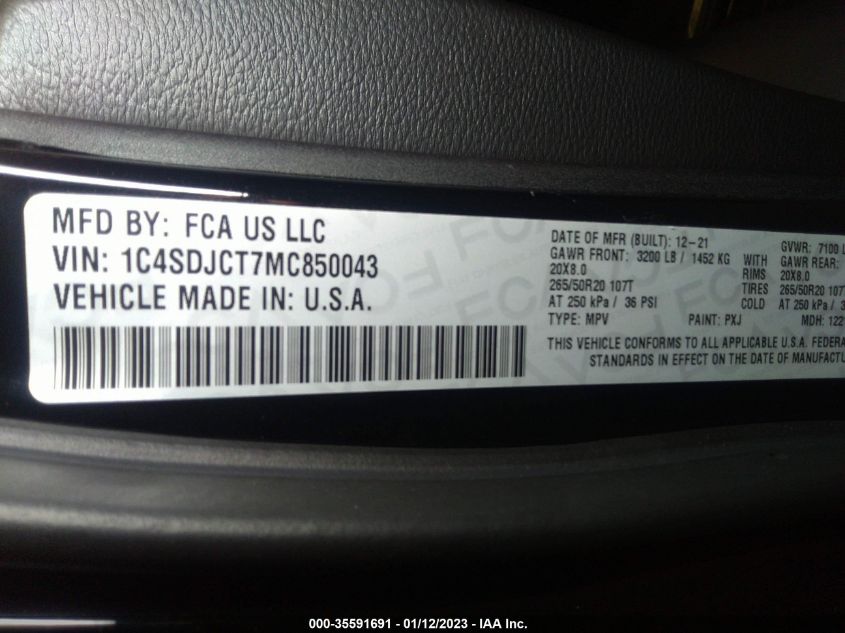 MFD BY: FCA US LLC
VIN: 1C4SDJCT7MC850043
VEHICLE MADE IN: U.S.A.
DATE OF MFR (BUILT): 12-21 GVWR: 7100 L
GAWR FRONT: 3200 LB / 1452 KG WITH GAWR REAR:
20X8.0 RIMS 20X8.0
265/50R20 107T TIRES 265/50R20 107T
AT 250 kPa / 36 PSI COLD AT 250 kPa / 3
TYPE: MPV PAINT: PXJ MDH: 122
THIS VEHICLE CONFORMS TO ALL APPLICABLE U.S.A. FEDERA
STANDARDS IN EFFECT ON THE DATE OF MANUFACTU
000-35591691 - 01/12/2023 - IAA Inc.